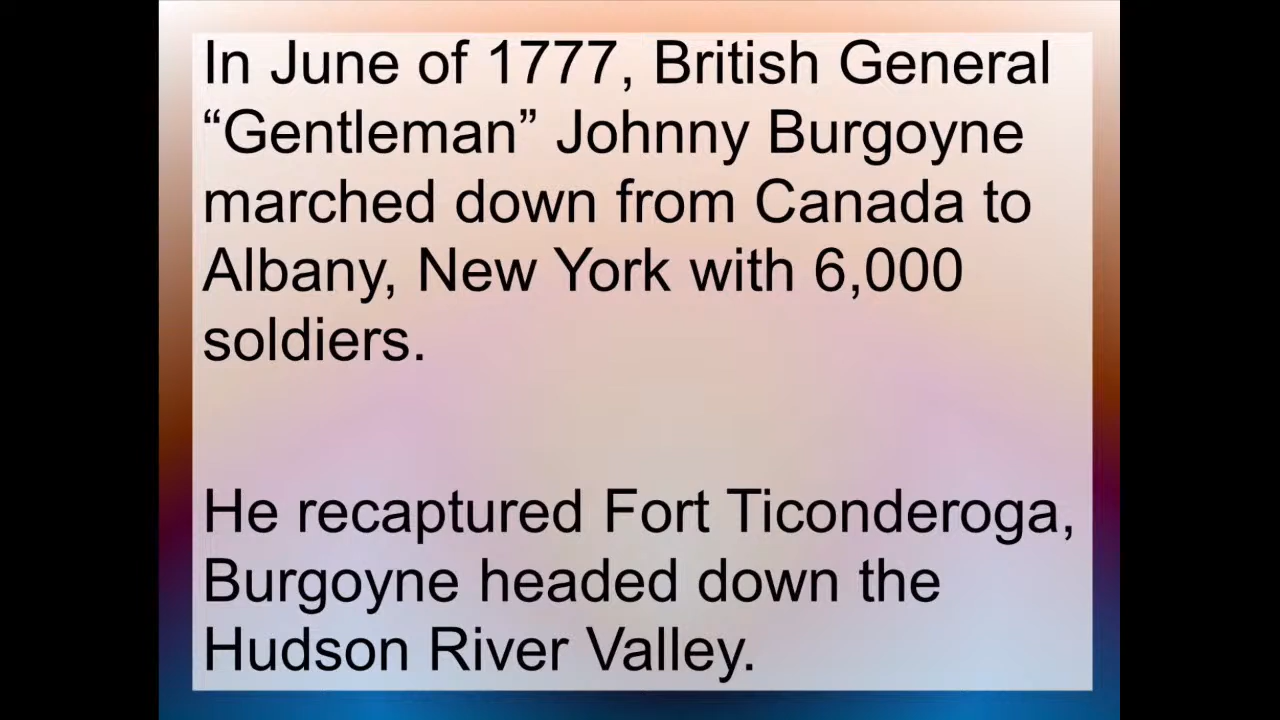 In June of 1777, British General
“Gentleman” Johnny Burgoyne
marched down from Canada to
Albany, New York with 6,000
soldiers.
He recaptured Fort Ticonderoga,
Burgoyne headed down the
Hudson River Valley.